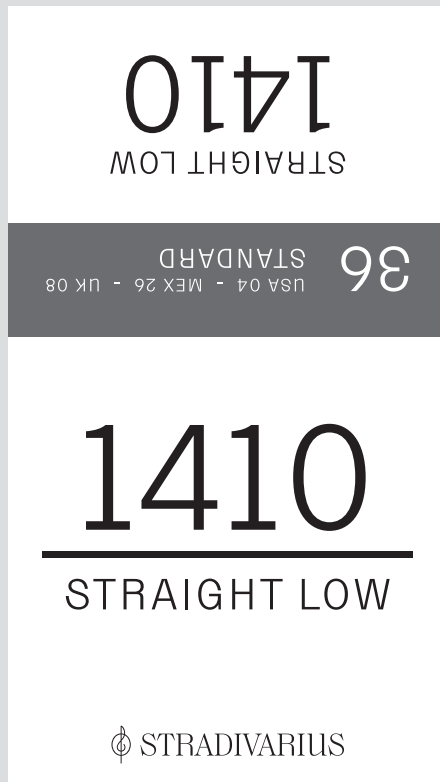 1410
STRAIGHT LOW
36
STANDARD
USA 04 - MEX 26 - UK 08
1410
STRAIGHT LOW
STRADIVARIUS